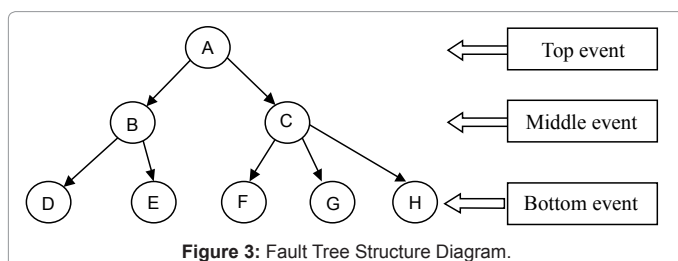 A
Top event
B
C
Middle event
D
E
F
G
H
Bottom event
Figure 3: Fault Tree Structure Diagram.